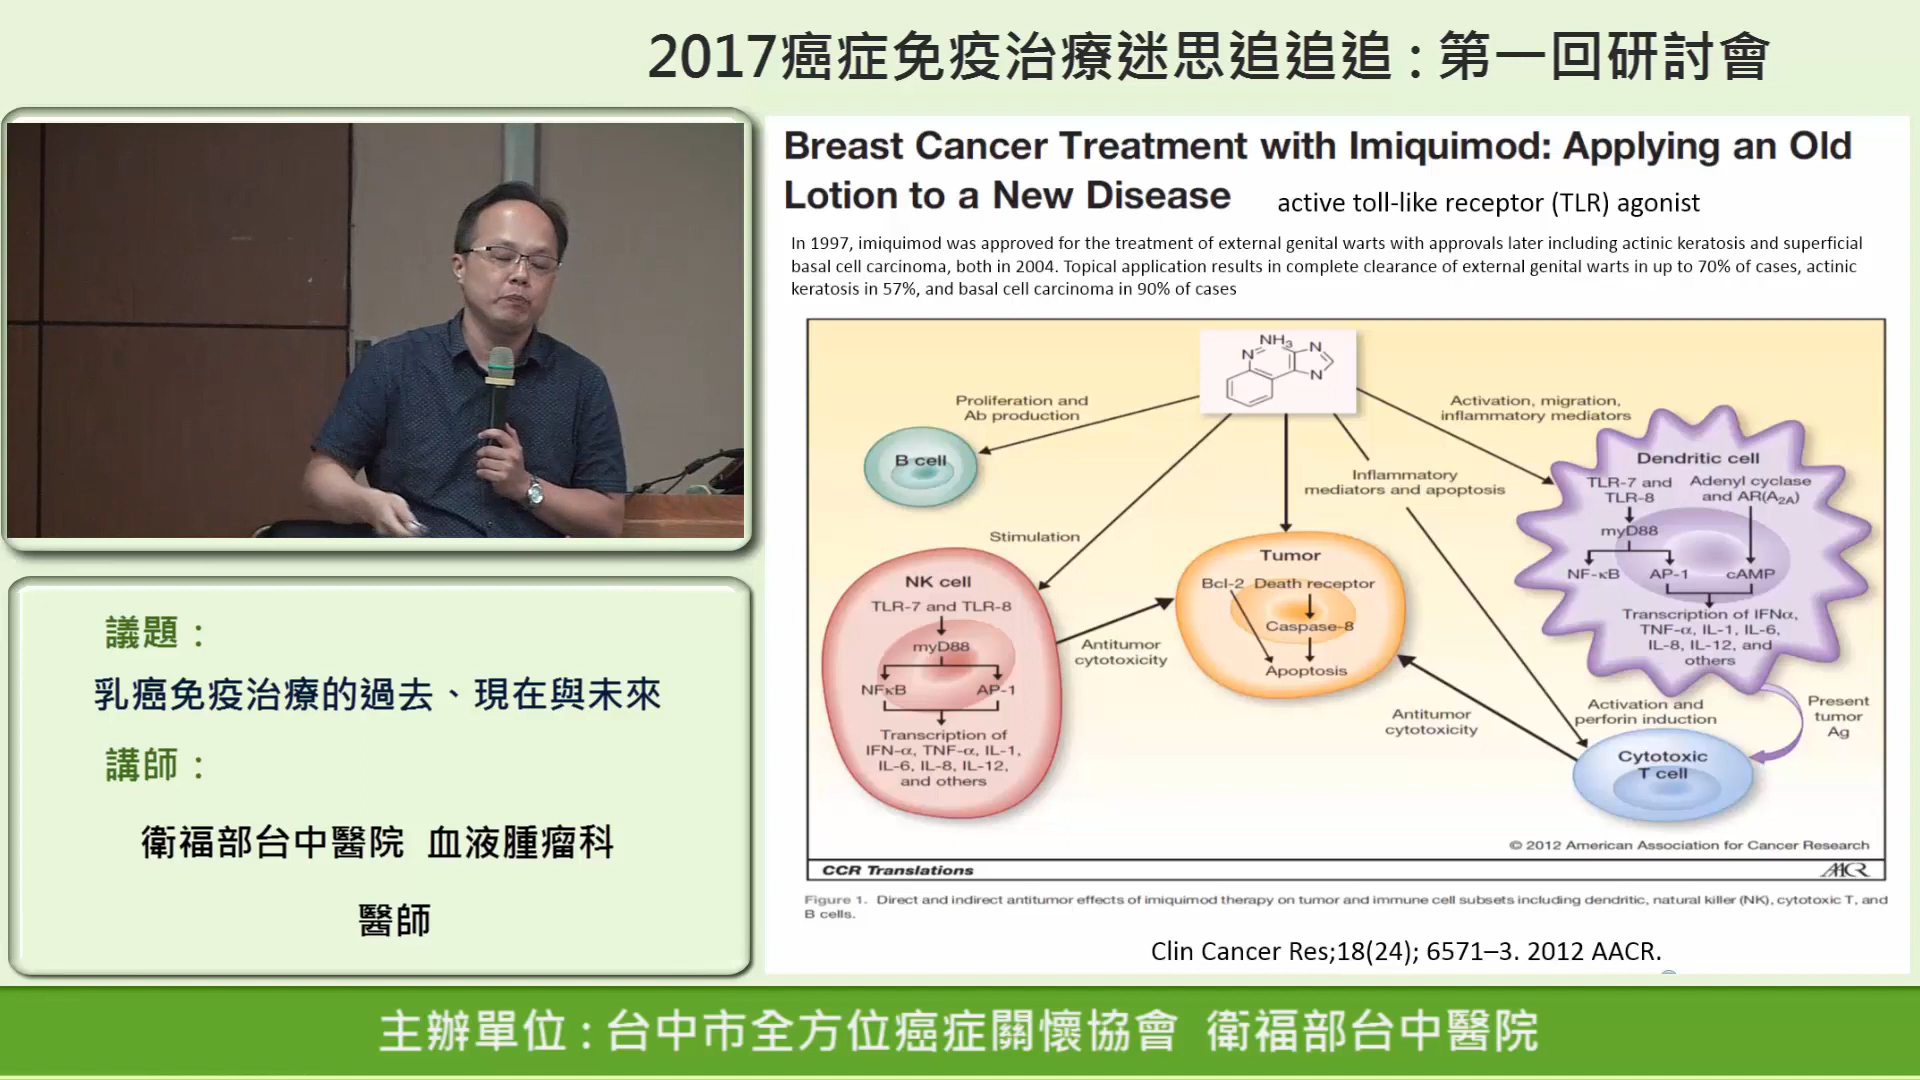 2017癌症免疫治療迷思追追追 : 第一回研討會
議題 :
乳癌免疫治療的過去、現在與未來
講師 :
衛福部台中醫院 血液腫瘤科
醫師
Breast Cancer Treatment with Imiquimod: Applying an Old
Lotion to a New Disease
active toll-like receptor (TLR) agonist
In 1997, imiquimod was approved for the treatment of external genital warts with approvals later including actinic keratosis and superficial
basal cell carcinoma, both in 2004. Topical application results in complete clearance of external genital warts in up to 70% of cases, actinic
keratosis in 57%, and basal cell carcinoma in 90% of cases
NH3
N
N
N
N
Proliferation and
Ab production
Activation, migration,
inflammatory mediators
B cell
Inflammatory
mediators and apoptosis
Stimulation
Dendritic cell
TLR-7 and
TLR-8
Adenyl cyclase
and AR(A2A)
myD88
NF-κB
AP-1
cAMP
Transcription of IFNα,
TNF-α, IL-1, IL-6,
IL-8, IL-12, and
others
NK cell
TLR-7 and TLR-8
myD88
NFκB
AP-1
Transcription of
IFN-α, TNF-α, IL-1,
IL-6, IL-8, IL-12,
and others
Antitumor
cytotoxicity
Tumor
Bcl-2 Death receptor
Caspase-8
Apoptosis
Antitumor
cytotoxicity
Activation and
perforin induction
Present
tumor
Ag
Cytotoxic
T cell
© 2012 American Association for Cancer Research
CCR Translations
AACR
Figure 1. Direct and indirect antitumor effects of imiquimod therapy on tumor and immune cell subsets including dendritic, natural killer (NK), cytotoxic T, and
B cells.
Clin Cancer Res;18(24); 6571–3. 2012 AACR.
主辦單位 : 台中市全方位癌症關懷協會 衛福部台中醫院